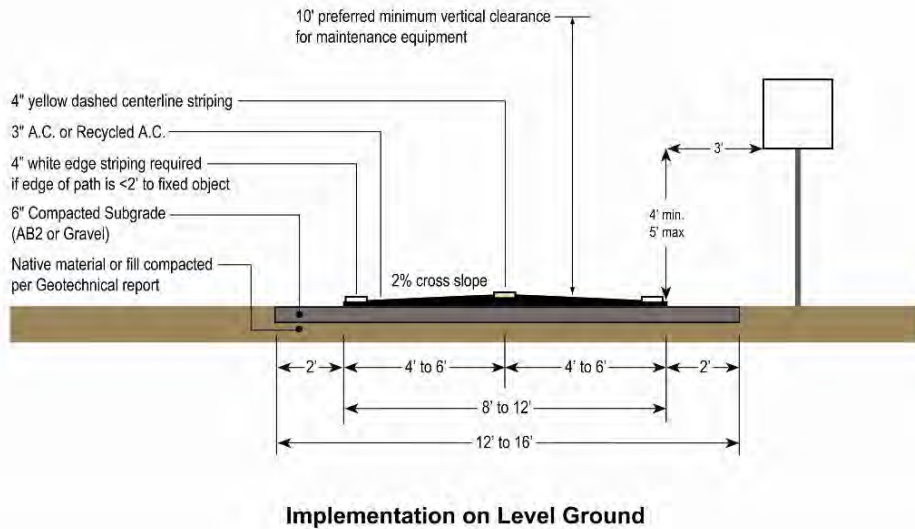 10' preferred minimum vertical clearance
for maintenance equipment
4" yellow dashed centerline striping
3" A.C. or Recycled A.C.
4" white edge striping required
if edge of path is <2' to fixed object
6" Compacted Subgrade
(AB2 or Gravel)
Native material or fill compacted
per Geotechnical report
2% cross slope
3'
4' min.
5' max
2'
4' to 6'
4' to 6'
2'
8' to 12'
12' to 16'
Implementation on Level Ground